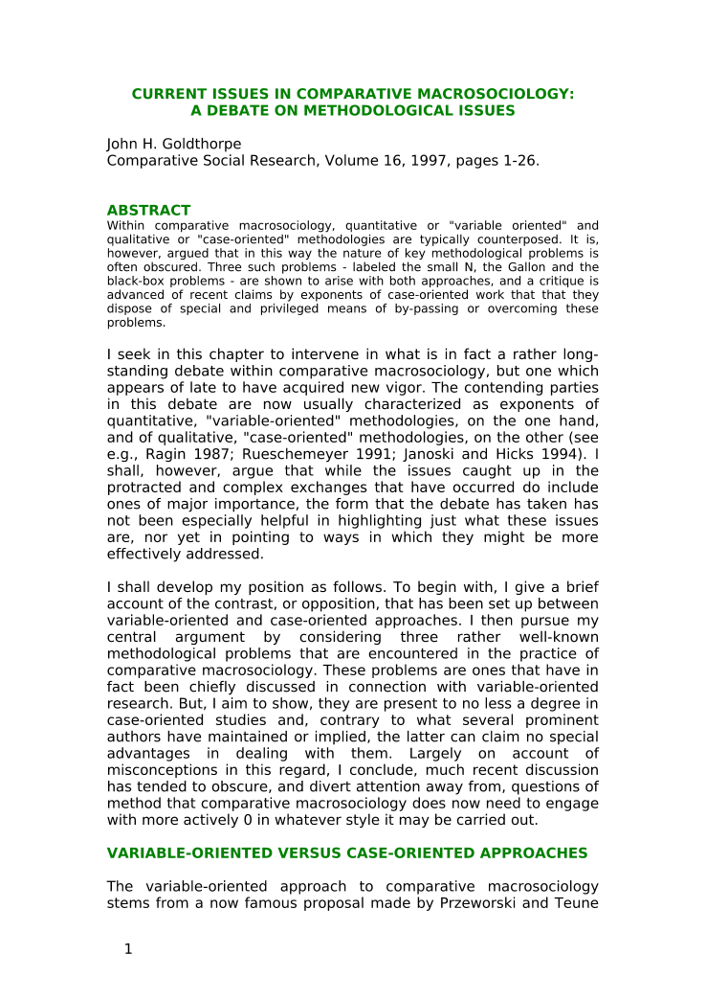 CURRENT ISSUES IN COMPARATIVE MACROSOCIOLOGY:
A DEBATE ON METHODOLOGICAL ISSUES
John H. Goldthorpe
Comparative Social Research, Volume 16, 1997, pages 1-26.
ABSTRACT
Within comparative macrosociology, quantitative or "variable oriented" and
qualitative or "case-oriented" methodologies are typically counterposed. It is,
however, argued that in this way the nature of key methodological problems is
often obscured. Three such problems - labeled the small N, the Gallon and the
black-box problems - are shown to arise with both approaches, and a critique is
advanced of recent claims by exponents of case-oriented work that that they
dispose of special and privileged means of by-passing or overcoming these
problems.
I seek in this chapter to intervene in what is in fact a rather long-
standing debate within comparative macrosociology, but one which
appears of late to have acquired new vigor. The contending parties
in this debate are now usually characterized as exponents of
quantitative, "variable-oriented" methodologies, on the one hand,
and of qualitative, "case-oriented" methodologies, on the other (see
e.g., Ragin 1987; Rueschemeyer 1991; Janoski and Hicks 1994). I
shall, however, argue that while the issues caught up in the
protracted and complex exchanges that have occurred do include
ones of major importance, the form that the debate has taken has
not been especially helpful in highlighting just what these issues
are, nor yet in pointing to ways in which they might be more
effectively addressed.
I shall develop my position as follows. To begin with, I give a brief
account of the contrast, or opposition, that has been set up between
variable-oriented and case-oriented approaches. I then pursue my
central argument by considering three rather well-known
methodological problems that are encountered in the practice of
comparative macrosociology. These problems are ones that have in
fact been chiefly discussed in connection with variable-oriented
research. But, I aim to show, they are present to no less a degree in
case-oriented studies and, contrary to what several prominent
authors have maintained or implied, the latter can claim no special
advantages in dealing with them. Largely on account of
misconceptions in this regard, I conclude, much recent discussion
has tended to obscure, and divert attention away from, questions of
method that comparative macrosociology does now need to engage
with more actively 0 in whatever style it may be carried out.
VARIABLE-ORIENTED VERSUS CASE-ORIENTED APPROACHES
The variable-oriented approach to comparative macrosociology
stems from a now famous proposal made by Przeworski and Teune
1